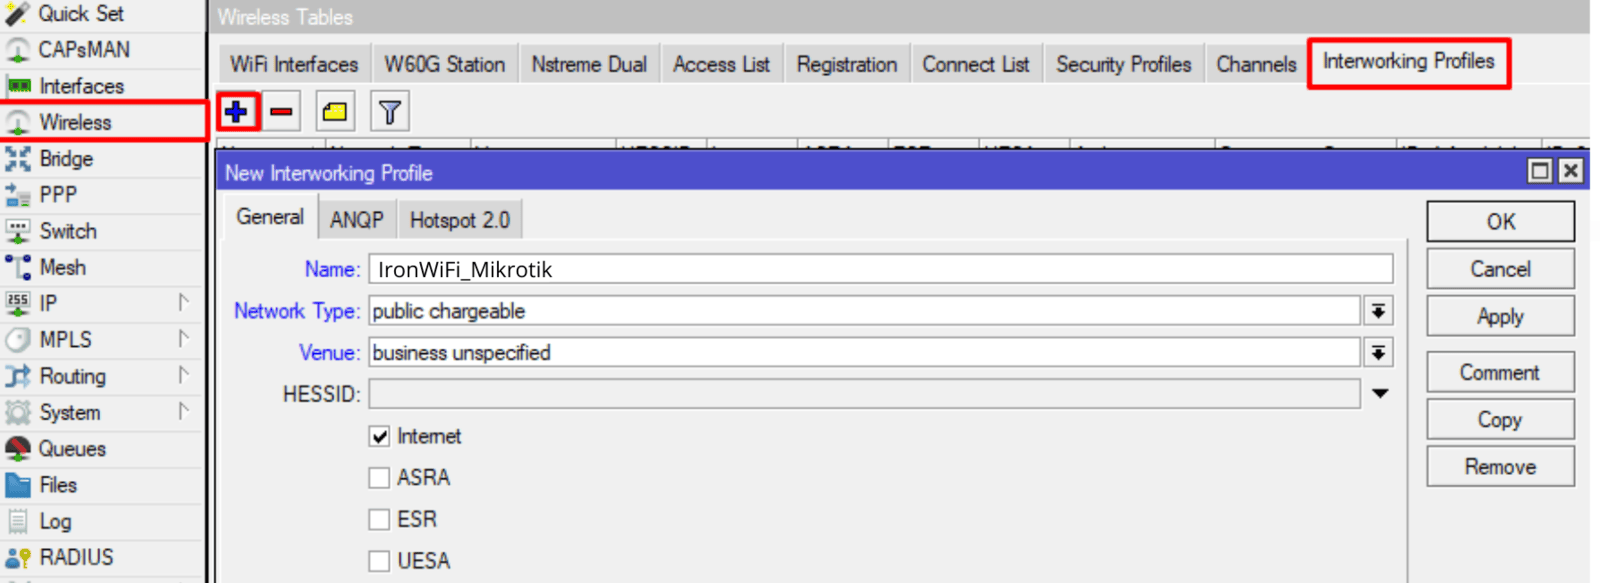 Quick Set
CAPsMAN
Interfaces
Wireless
Bridge
PPP
Switch
Mesh
IP
MPLS
Routing
System
Queues
Files
Log
RADIUS
Wireless Tables
WiFi Interfaces W60G Station Nstreme Dual Access List Registration Connect List Security Profiles Channels Interworking Profiles
New Interworking Profile
General ANQP Hotspot 2.0
Name: IronWiFi_Mikrotik
Network Type: public chargeable
Venue: business unspecified
HESSID:
Internet
ASRA
ESR
UESA
OK
Cancel
Apply
Comment
Copy
Remove